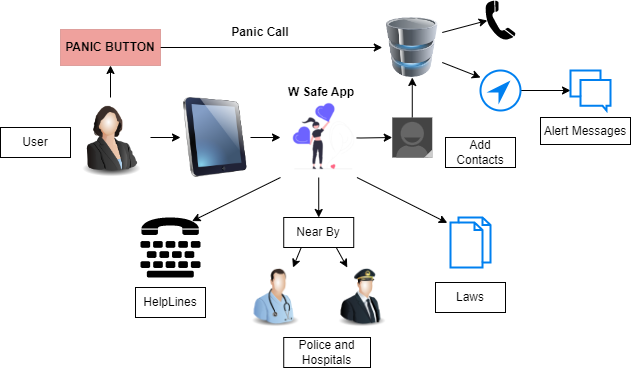 Panic Call
PANIC BUTTON
W Safe App
User
Add
Contacts
Alert Messages
Near By
HelpLines
Laws
Police and
Hospitals